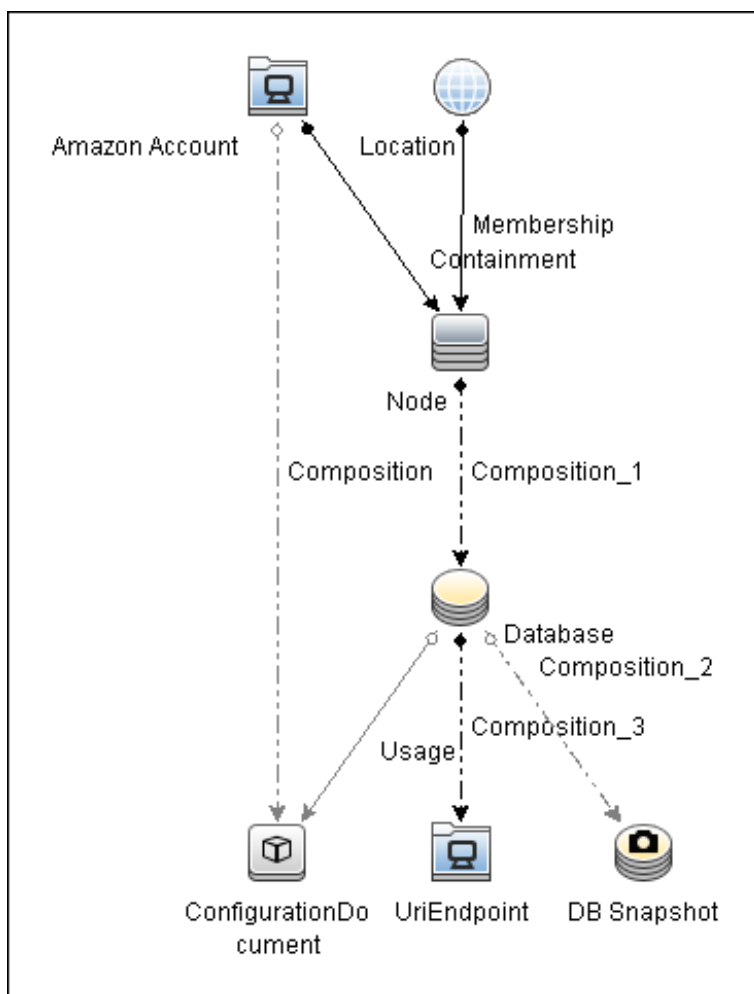 Amazon Account
Location
Membership
Containment
Node
Composition
Composition_1
Database
Composition_2
Composition_3
Usage
ConfigurationDo
cument
UriEndpoint
DB Snapshot